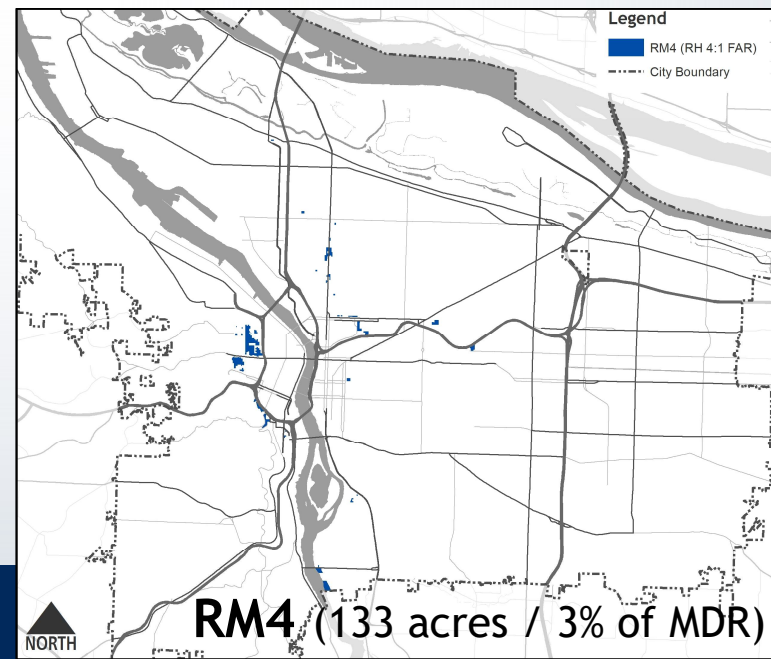 Legend
RM4 (RH 4:1 FAR)
City Boundary
NORTH
RM4 (133 acres / 3% of MDR)